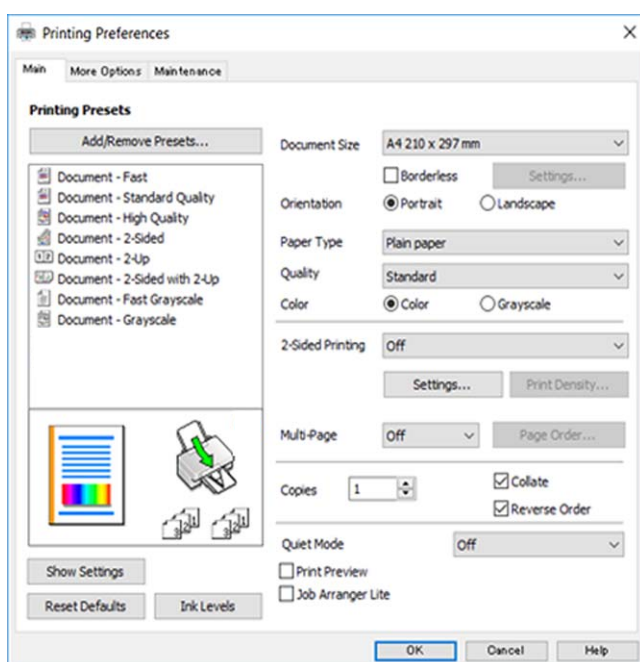 Printing Preferences
Main More Options Maintenance
Printing Presets
Add/Remove Presets...
Document - Fast
Document - Standard Quality
Document - High Quality
Document - 2-Sided
Document - 2-Up
Document - 2-Sided with 2-Up
Document - Fast Grayscale
Document - Grayscale
Show Settings
Reset Defaults Ink Levels
Document Size A4 210 x 297 mm
Borderless Settings...
Orientation Portrait Landscape
Paper Type Plain paper
Quality Standard
Color Color Grayscale
2-Sided Printing Off
Settings... Print Density...
Multi-Page Off Page Order...
Copies 1 Collate
Reverse Order
Quiet Mode Off
Print Preview
Job Arranger Lite
OK Cancel Help